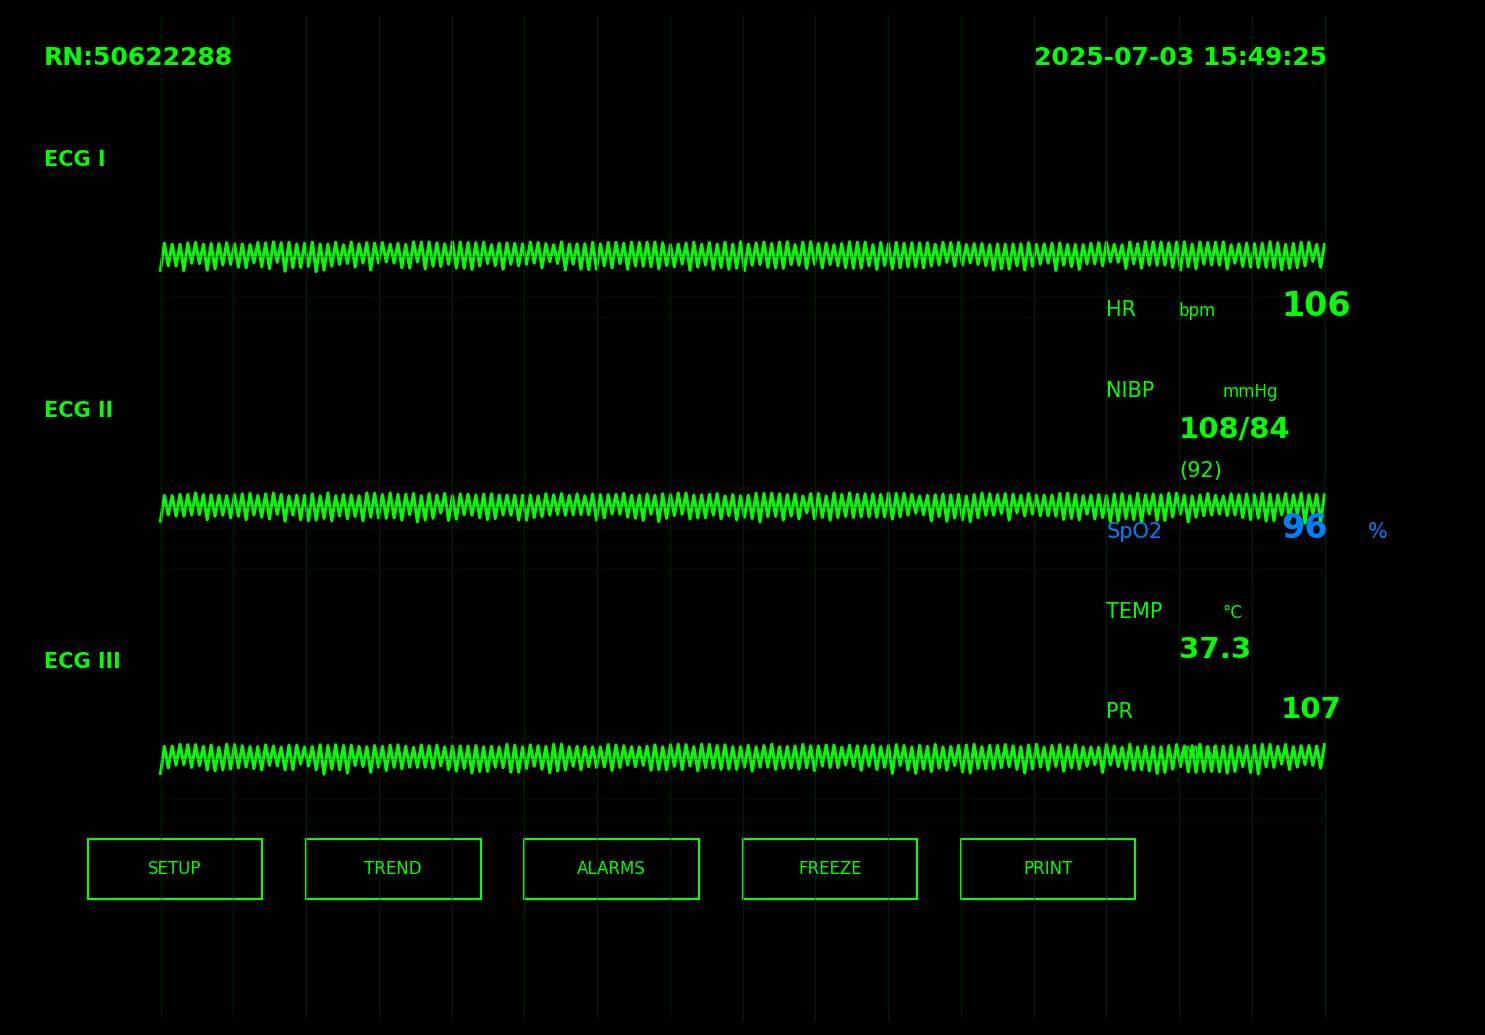 RN:50622288
2025-07-03 15:49:25
ECG I
HR bpm 106
NIBP mmHg
ECG II
108/84
(92)
SpO2 96 %
TEMP °C
37.3
ECG III
PR 107
SETUP TREND ALARMS FREEZE PRINT